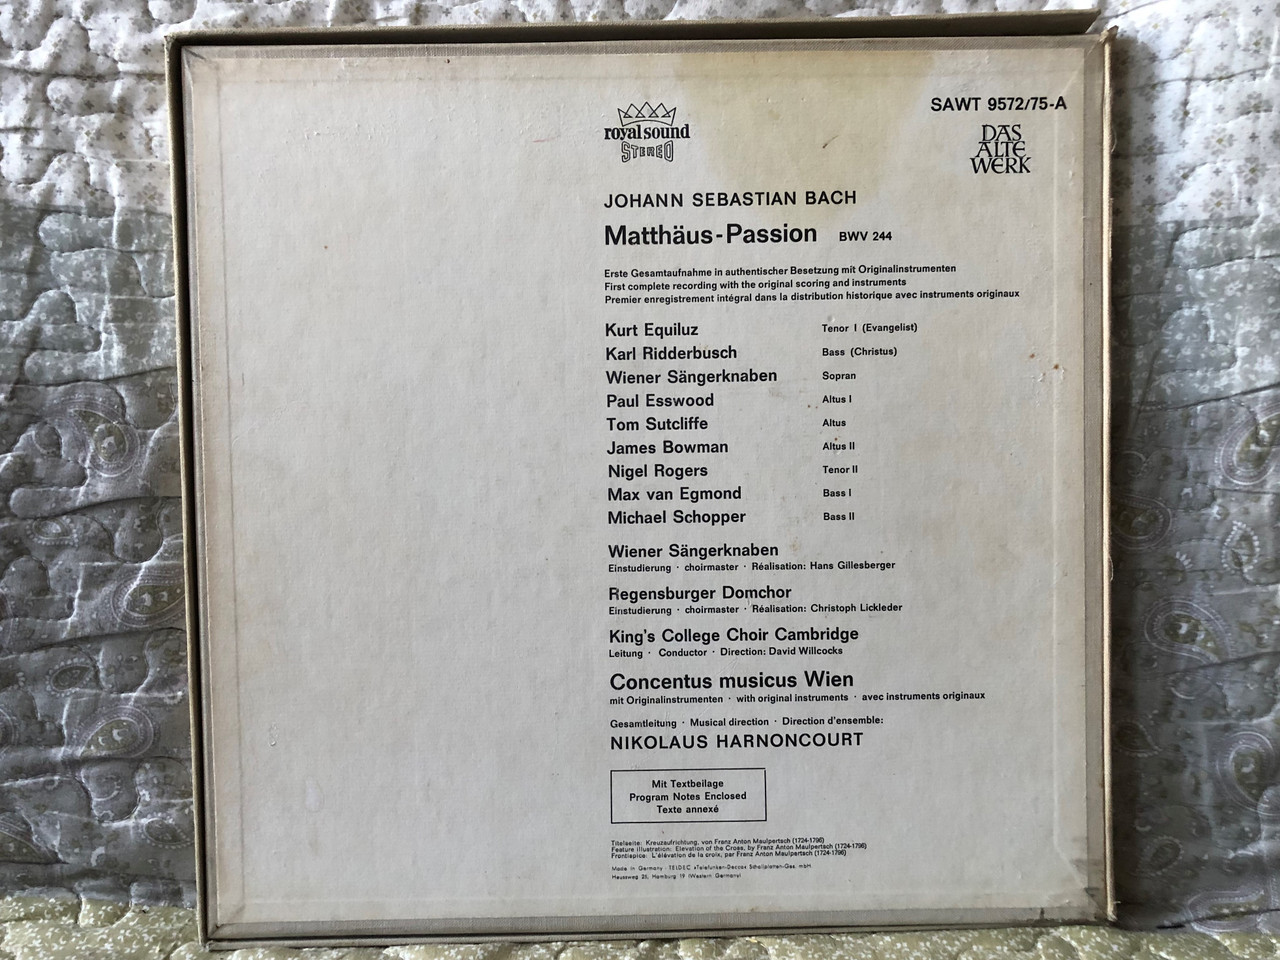 SAWT 9572/75-A
royal sound
STEREO
DAS
ALTE
WERK
JOHANN SEBASTIAN BACH
Matthäus-Passion BWV 244
Erste Gesamtaufnahme in authentischer Besetzung mit Originalinstrumenten
First complete recording with the original scoring and instruments
Premier enregistrement intégral dans la distribution historique avec instruments originaux
Kurt Equiluz Tenor I (Evangelist)
Karl Ridderbusch Bass (Christus)
Wiener Sängerknaben Sopran
Paul Esswood Altus I
Tom Sutcliffe Altus
James Bowman Altus II
Nigel Rogers Tenor II
Max van Egmond Bass I
Michael Schopper Bass II
Wiener Sängerknaben
Einstudierung · choirmaster · Réalisation: Hans Gillesberger
Regensburger Domchor
Einstudierung · choirmaster · Réalisation: Christoph Lickleder
King's College Choir Cambridge
Leitung · Conductor · Direction: David Willcocks
Concentus musicus Wien
mit Originalinstrumenten · with original instruments · avec instruments originaux
Gesamtleitung · Musical direction · Direction d'ensemble:
NIKOLAUS HARNONCOURT
Mit Textbeilage
Program Notes Enclosed
Texte annexé
Titelseite: Kreuzaufrichtung, von Franz Anton Maulpertsch (1724-1796)
Feature Illustration: Elevation of the Cross, by Franz Anton Maulpertsch (1724-1796)
Frontispice: L'élévation de la croix, par Franz Anton Maulpertsch (1724-1796)
Made in Germany · TELDEC »Telefunken-Decca« Schallplatten-Ges. mbH
Heussweg 25, Hamburg 19 (Western Germany)